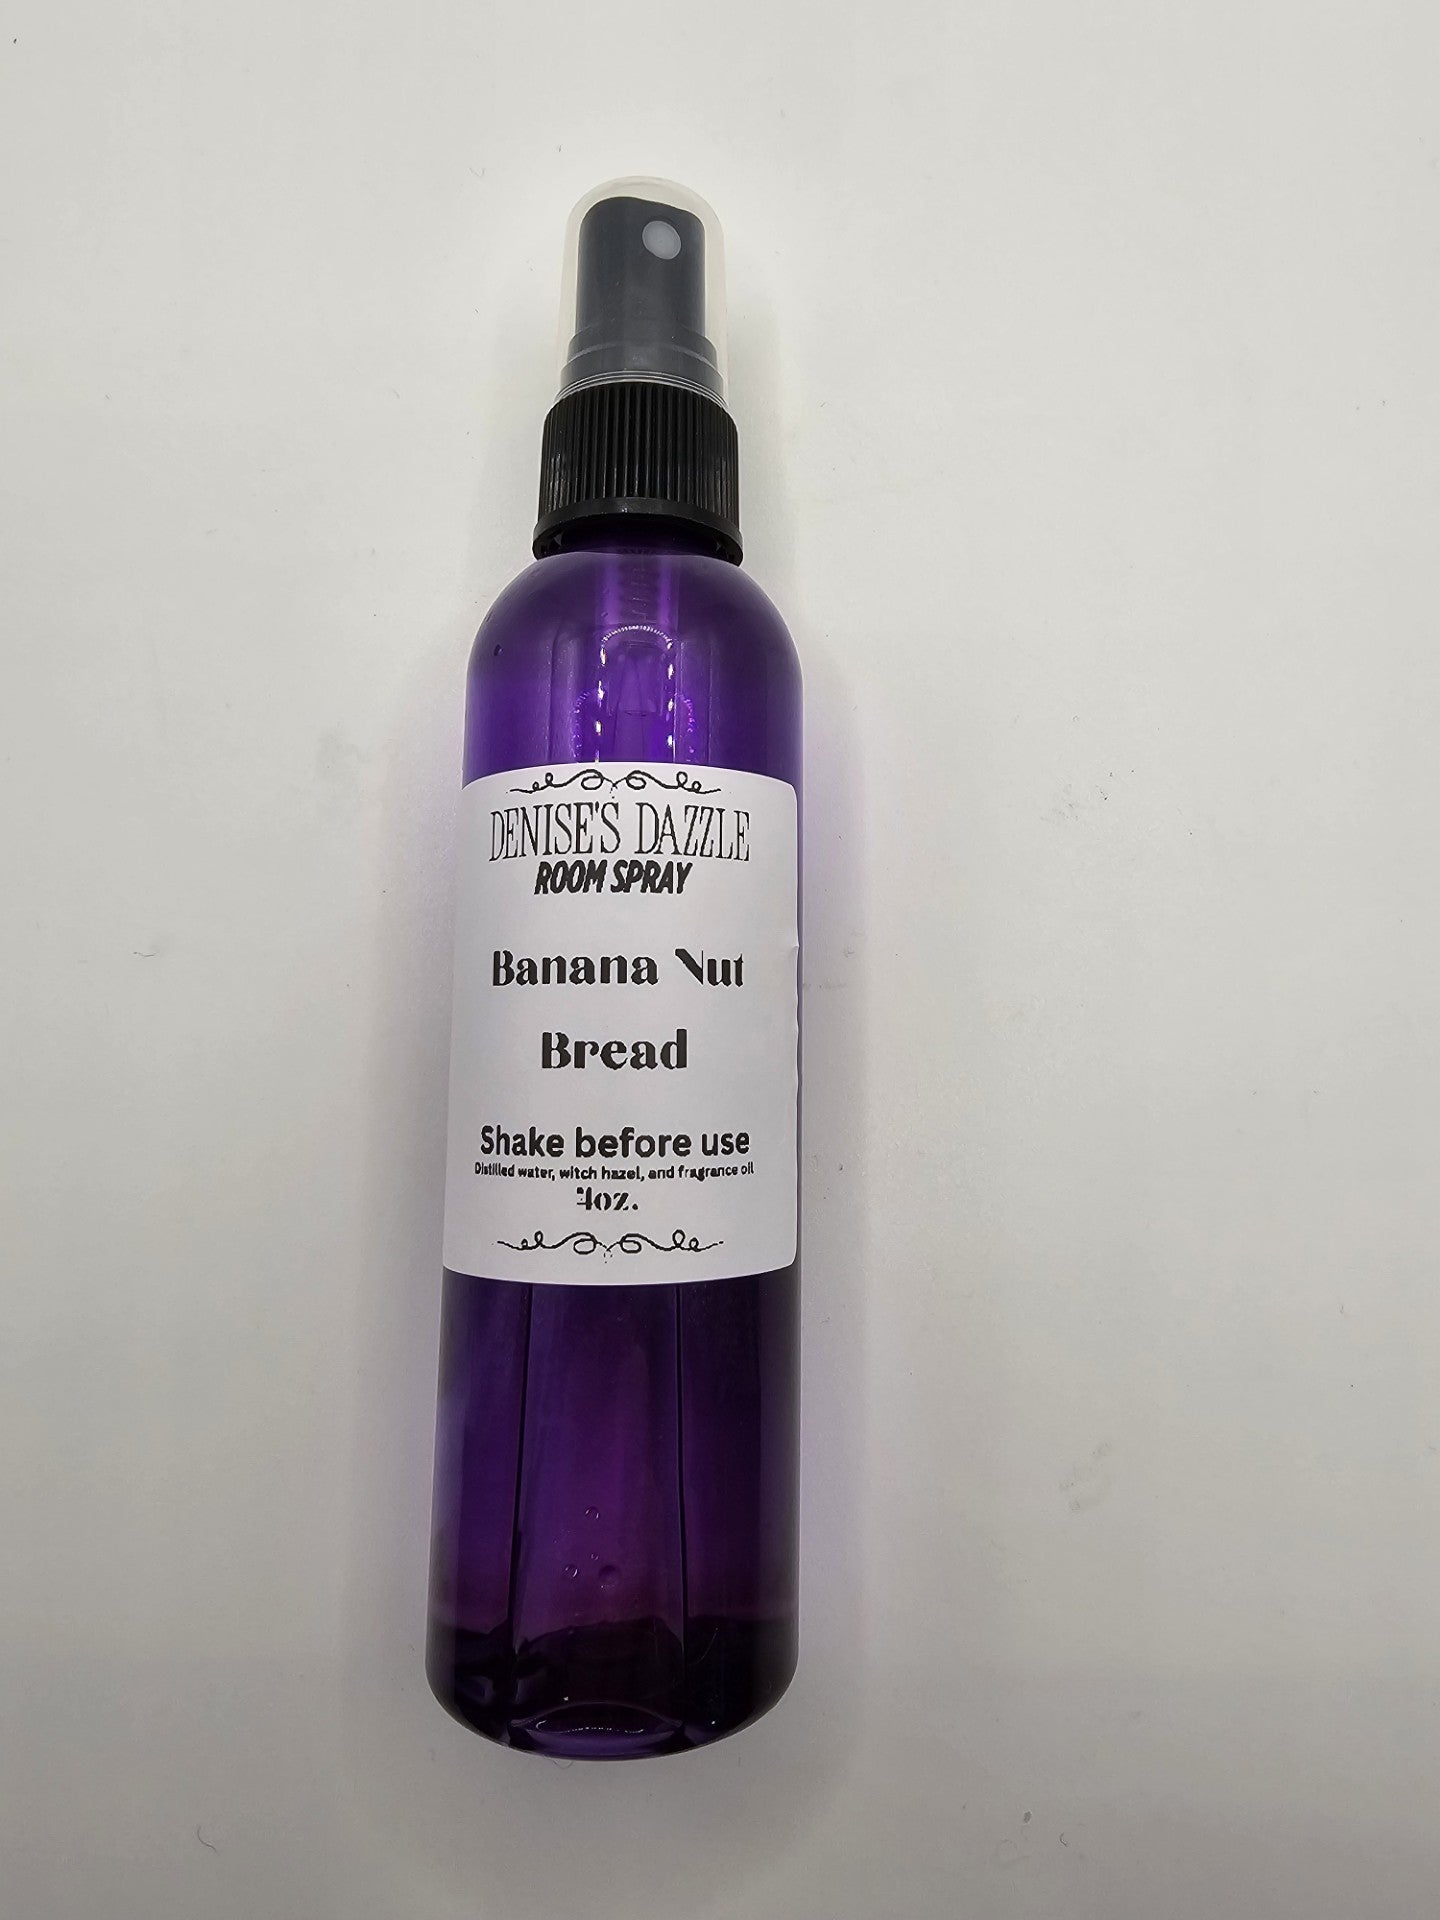 DENISE'S DAZZLE
ROOM SPRAY
Banana Nut
Bread
Shake before use
Distilled water, witch hazel, and fragrance oil
4oz.